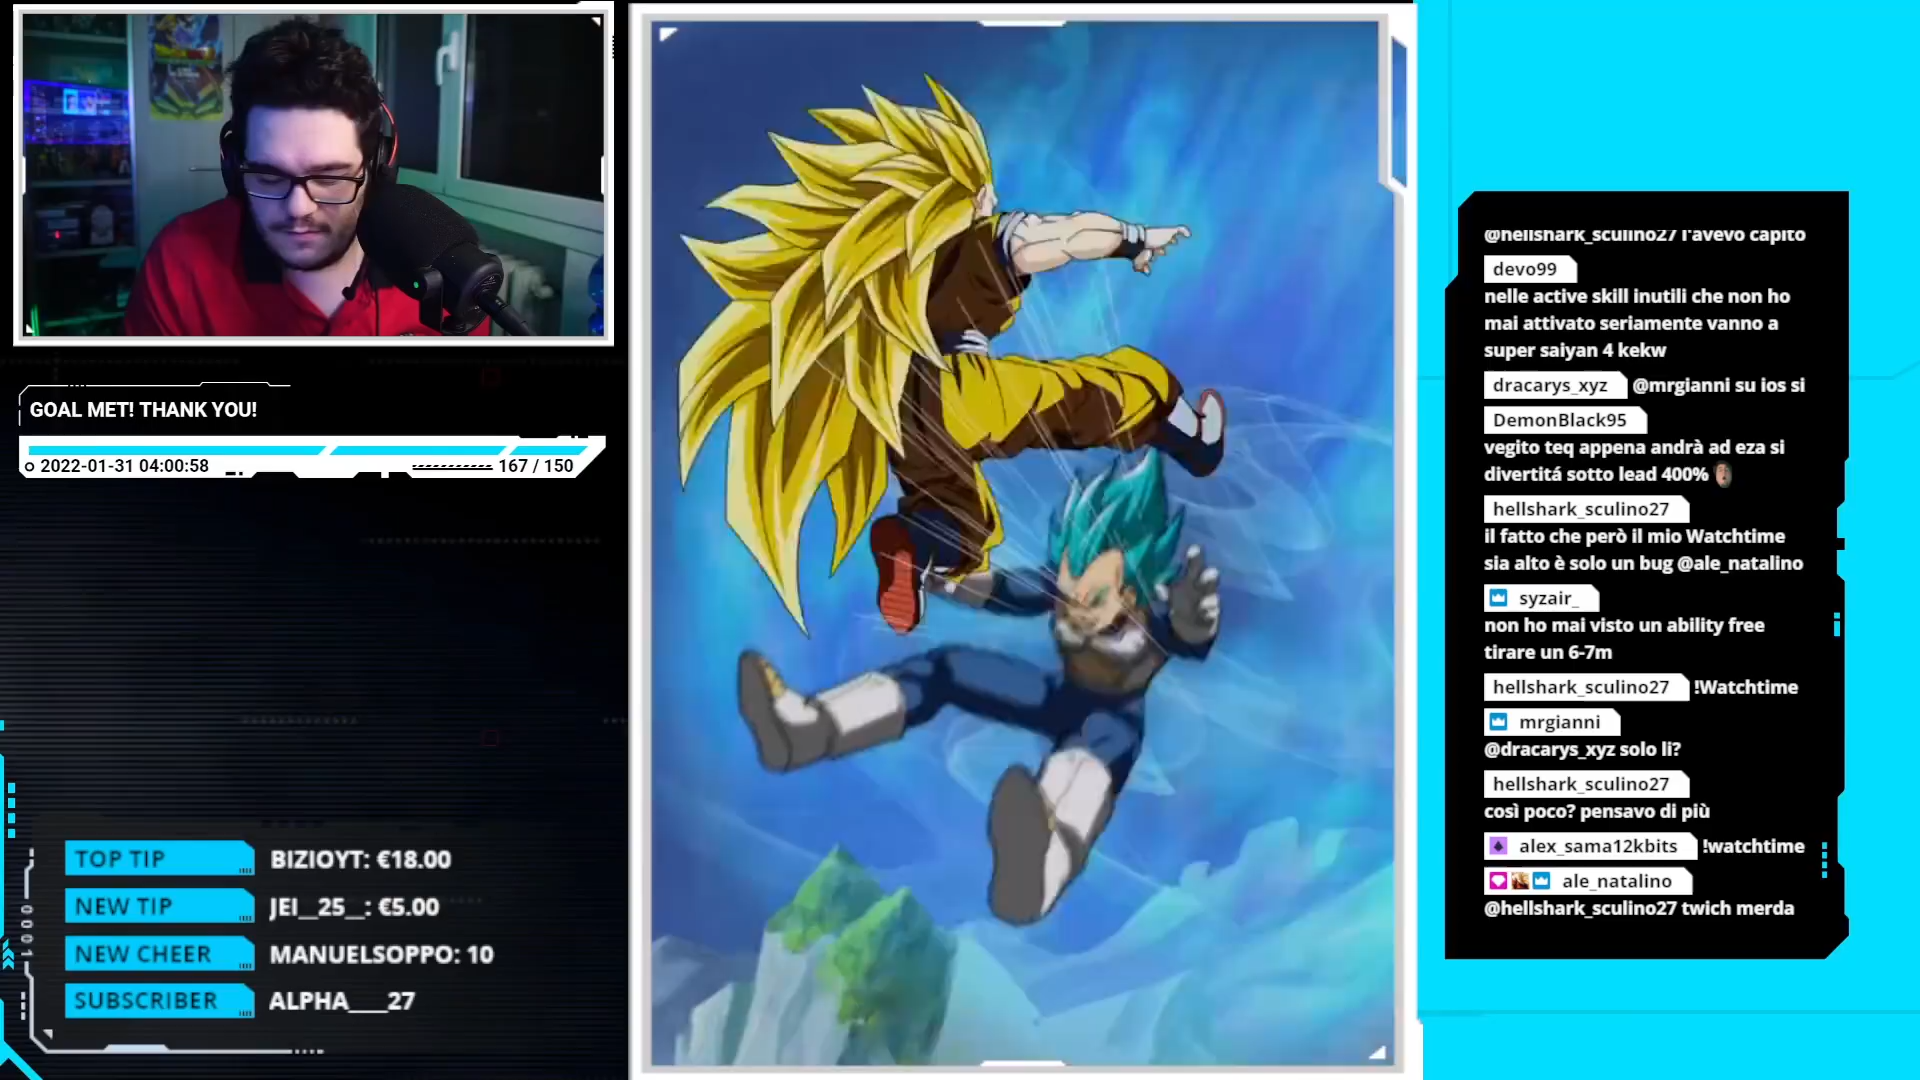 GOAL MET! THANK YOU!
2022-01-31 04:00:58
167 / 150
TOP TIP
BIZIOYT: €18.00
NEW TIP
JEI__25__: €5.00
NEW CHEER
MANUELSOPPO: 10
SUBSCRIBER
ALPHA____27
0001
@hellshark_sculino27 l'avevo capito
devo99
nelle active skill inutili che non ho
mai attivato seriamente vanno a
super saiyan 4 kekw
dracarys_xyz @mrgianni su ios si
DemonBlack95
vegito teq appena andrà ad eza si
divertitá sotto lead 400%
hellshark_sculino27
il fatto che però il mio Watchtime
sia alto è solo un bug @ale_natalino
syzair_
non ho mai visto un ability free
tirare un 6-7m
hellshark_sculino27 !Watchtime
mrgianni
@dracarys_xyz solo li?
hellshark_sculino27
così poco? pensavo di più
alex_sama12kbits !watchtime
ale_natalino
@hellshark_sculino27 twich merda